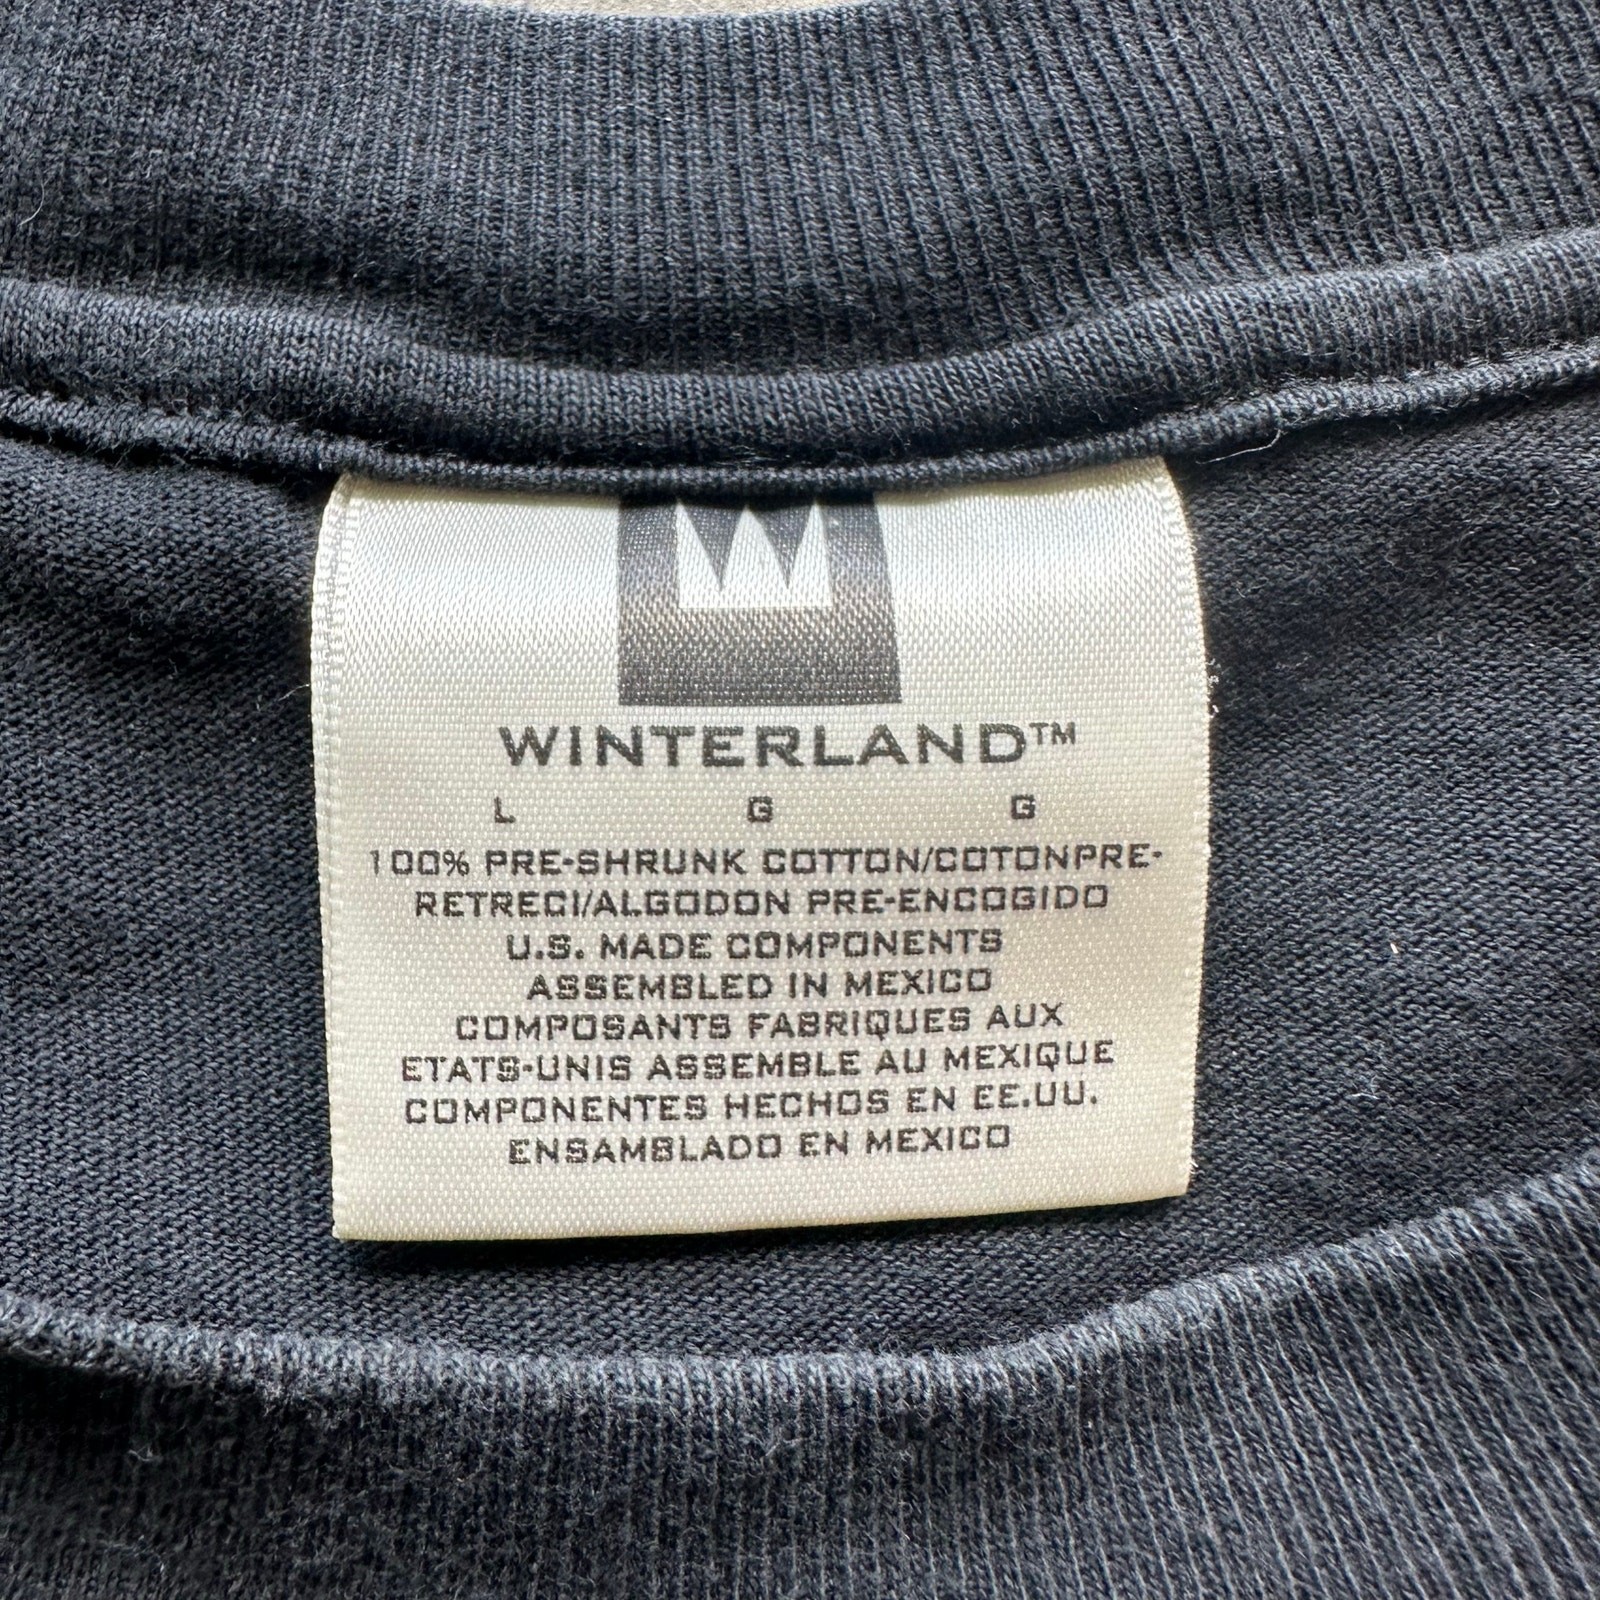 W
WINTERLAND™
L G G
100% PRE-SHRUNK COTTON/COTONPRE-
RETRECI/ALGODON PRE-ENCOGIDO
U.S. MADE COMPONENTS
ASSEMBLED IN MEXICO
COMPOSANTS FABRIQUES AUX
ETATS-UNIS ASSEMBLE AU MEXIQUE
COMPONENTES HECHOS EN EE.UU.
ENSAMBLADO EN MEXICO